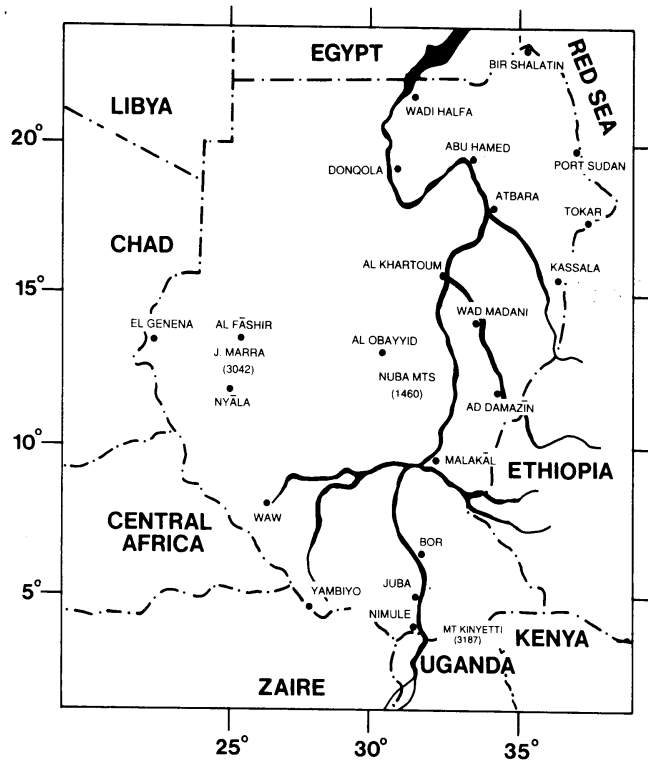 EGYPT
RED SEA
BIR SHALATIN
LIBYA
WADI HALFA
20°
ABU HAMED
DONQOLA
PORT SUDAN
ATBARA
TOKAR
CHAD
AL KHARTOUM
KASSALA
15°
EL GENENA
AL FĀSHIR
WAD MADANI
J. MARRA
(3042)
AL OBAYYID
NUBA MTS
(1460)
NYĀLA
AD DAMAZĪN
10°
MALAKĀL
ETHIOPIA
WAW
CENTRAL
AFRICA
BOR
5°
YAMBIYO
JUBA
NIMULE
MT KINYETTI
(3187)
KENYA
UGANDA
ZAIRE
25°
30°
35°